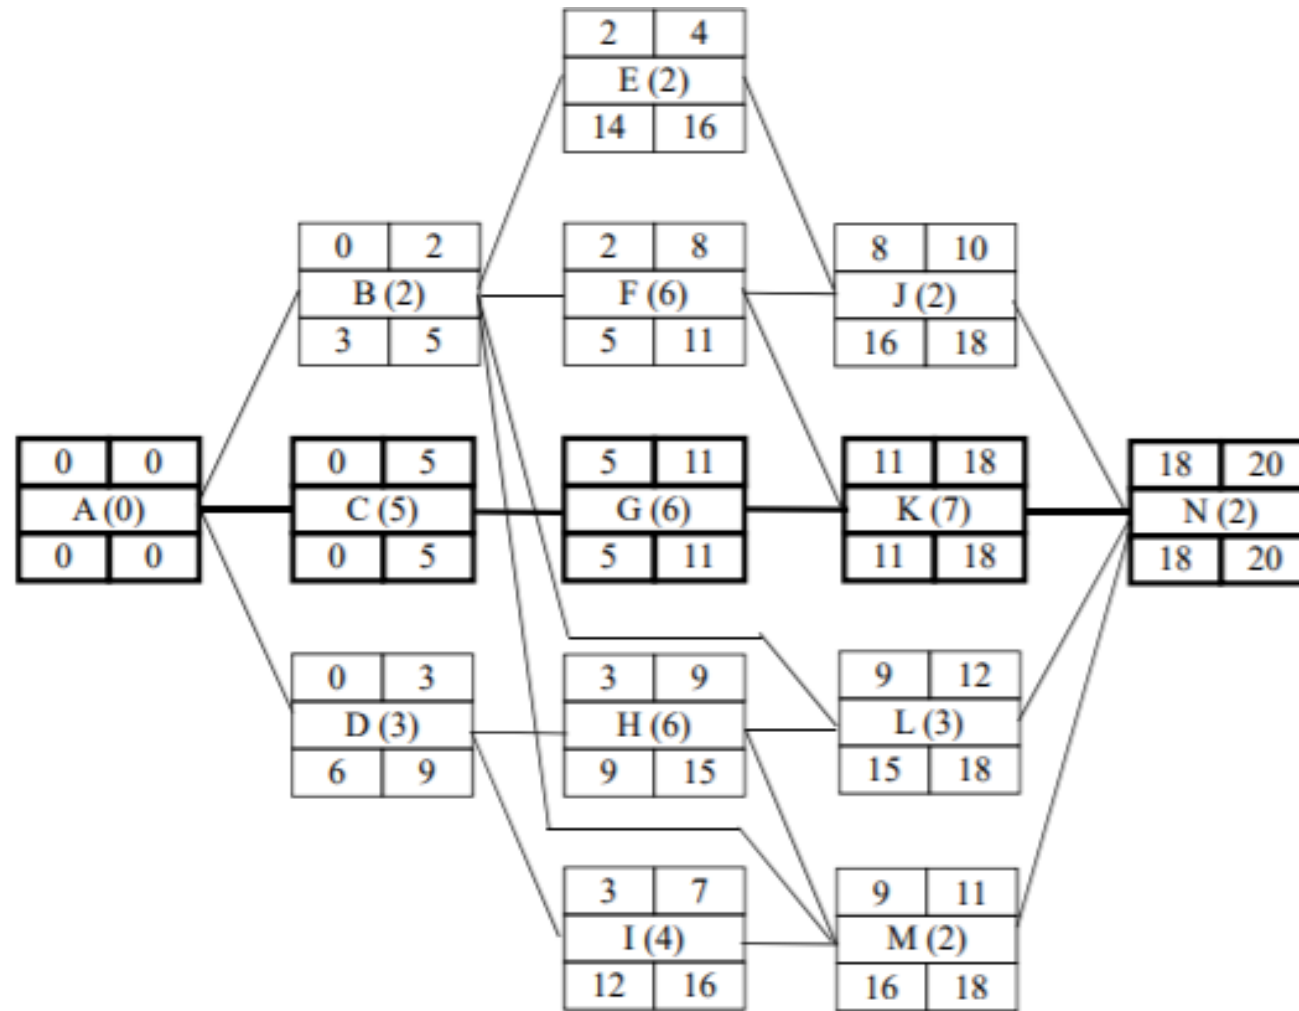 2 4
E (2)
14 16
0 2
B (2)
3 5
2 8
F (6)
5 11
8 10
J (2)
16 18
0 0
A (0)
0 0
0 5
C (5)
0 5
5 11
G (6)
5 11
11 18
K (7)
11 18
18 20
N (2)
18 20
0 3
D (3)
6 9
3 9
H (6)
9 15
9 12
L (3)
15 18
3 7
I (4)
12 16
9 11
M (2)
16 18